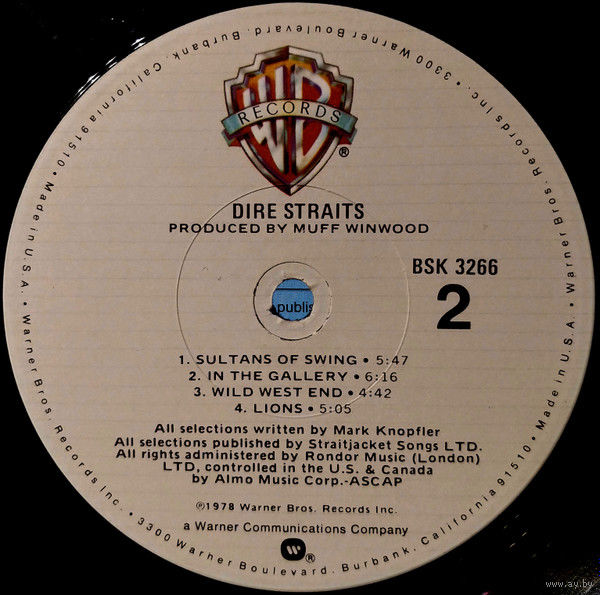 3300 Warner Boulevard, Burbank, California 91510 • Made in U.S.A. • Warner Bros. Records Inc. • 3300 Warner Boulevard, Burbank, California 91510 • Made in U.S.A. • Warner Bros. Records Inc. •
WB
RECORDS
®
DIRE STRAITS
PRODUCED BY MUFF WINWOOD
BSK 3266
2
publis
1. SULTANS OF SWING • 5:47
2. IN THE GALLERY • 6:16
3. WILD WEST END • 4:42
4. LIONS • 5:05
All selections written by Mark Knopfler
All selections published by Straitjacket Songs LTD.
All rights administered by Rondor Music (London)
LTD, controlled in the U.S. & Canada
by Almo Music Corp.-ASCAP
℗1978 Warner Bros. Records Inc.
a Warner Communications Company
®
www.ay.by